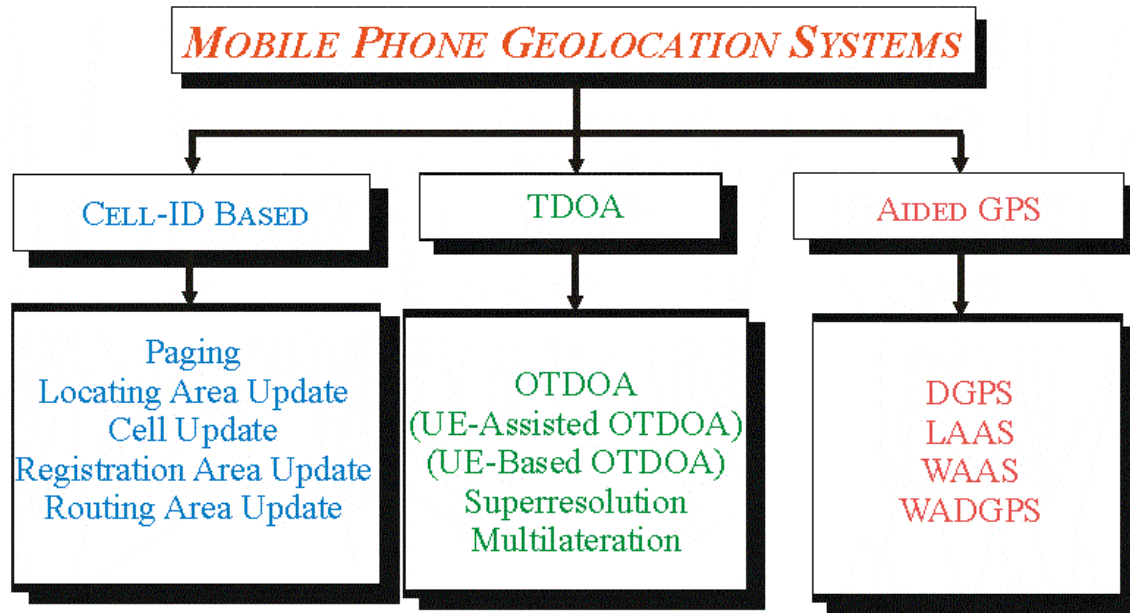 MOBILE PHONE GEOLOCATION SYSTEMS
CELL-ID BASED
TDOA
AIDED GPS
Paging
Locating Area Update
Cell Update
Registration Area Update
Routing Area Update
OTDOA
(UE-Assisted OTDOA)
(UE-Based OTDOA)
Superresolution
Multilateration
DGPS
LAAS
WAAS
WADGPS